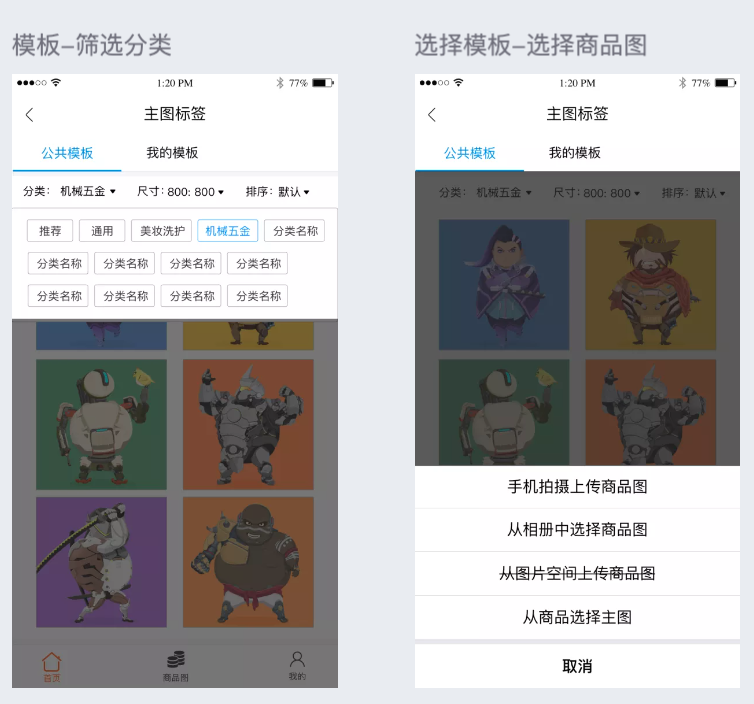 模板-筛选分类
1:20 PM
77%
主图标签
公共模板 我的模板
分类: 机械五金 尺寸: 800: 800 排序: 默认
推荐 通用 美妆洗护 机械五金 分类名称
分类名称 分类名称 分类名称 分类名称
分类名称 分类名称 分类名称 分类名称
首页 商品图 我的
选择模板-选择商品图
1:20 PM
77%
主图标签
公共模板 我的模板
分类: 机械五金 尺寸: 800: 800 排序: 默认
手机拍摄上传商品图
从相册中选择商品图
从图片空间上传商品图
从商品选择主图
取消